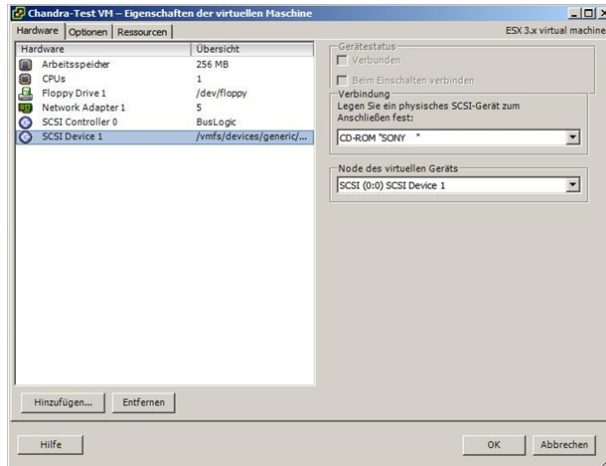 Chandra-Test VM – Eigenschaften der virtuellen Maschine
Hardware Optionen Ressourcen ESX 3.x virtual machine
Hardware Übersicht
Arbeitsspeicher 256 MB
CPUs 1
Floppy Drive 1 /dev/floppy
Network Adapter 1 5
SCSI Controller 0 BusLogic
SCSI Device 1 /vmfs/devices/generic/...
Gerätestatus
Verbunden
Beim Einschalten verbinden
Verbindung
Legen Sie ein physisches SCSI-Gerät zum
Anschließen fest:
CD-ROM "SONY "
Node des virtuellen Geräts
SCSI (0:0) SCSI Device 1
Hinzufügen... Entfernen
Hilfe OK Abbrechen